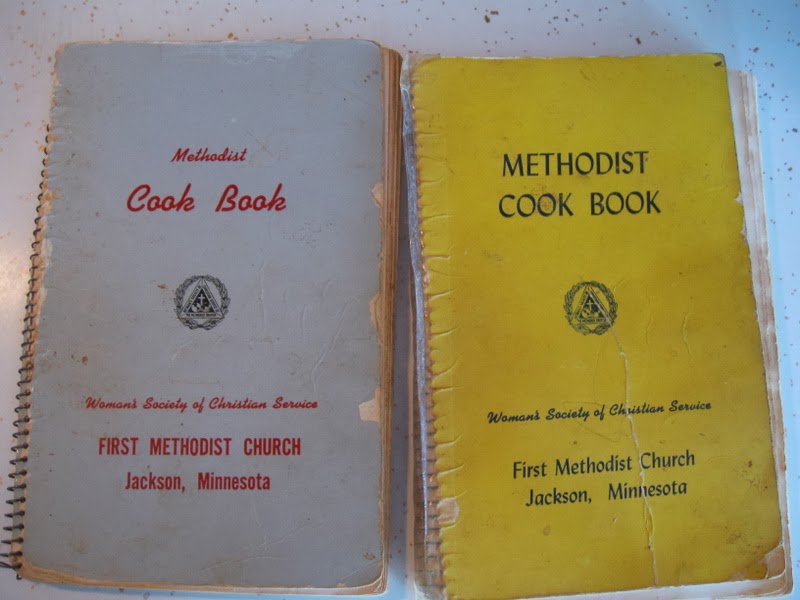 Methodist
Cook Book
Woman's Society of Christian Service
FIRST METHODIST CHURCH
Jackson, Minnesota
METHODIST
COOK BOOK
Woman's Society of Christian Service
First Methodist Church
Jackson, Minnesota